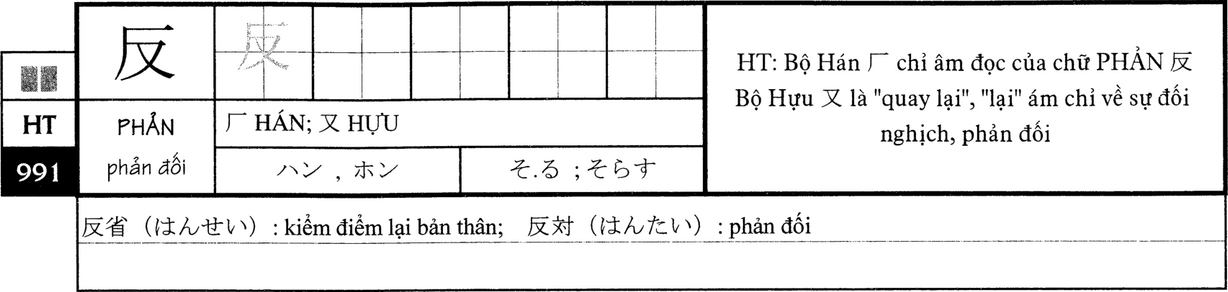 反 反
HT
991
PHẢN
phản đối
厂 HÁN; 又 HỰU
ハン , ホン
そ.る ; そらす
HT: Bộ Hán 厂 chỉ âm đọc của chữ PHẢN 反
Bộ Hựu 又 là "quay lại", "lại" ám chỉ về sự đối
nghịch, phản đối
反省（はんせい）: kiểm điểm lại bản thân; 反対（はんたい）: phản đối